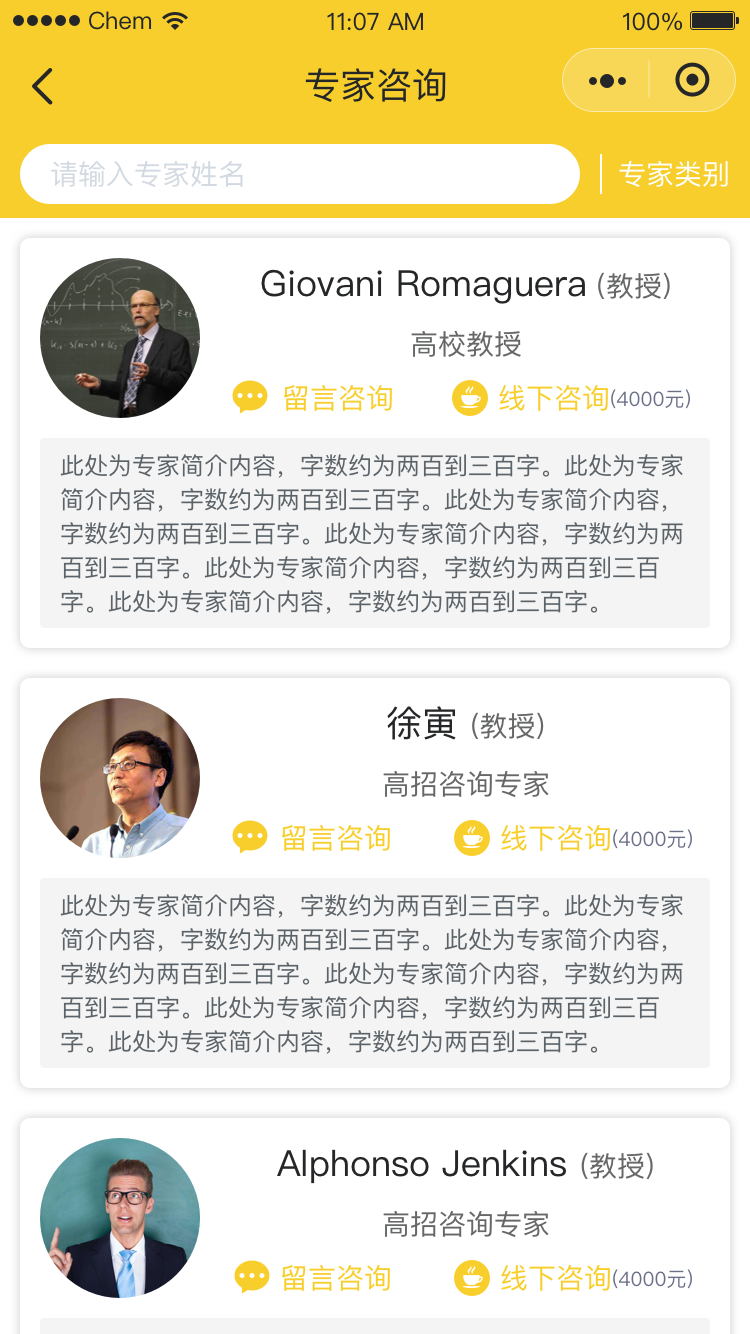 Chem 11:07 AM 100%
专家咨询
请输入专家姓名 专家类别
Giovani Romaguera (教授)
高校教授
留言咨询 线下咨询(4000元)
此处为专家简介内容，字数约为两百到三百字。此处为专家
简介内容，字数约为两百到三百字。此处为专家简介内容，
字数约为两百到三百字。此处为专家简介内容，字数约为两
百到三百字。此处为专家简介内容，字数约为两百到三百
字。此处为专家简介内容，字数约为两百到三百字。
徐寅 (教授)
高招咨询专家
留言咨询 线下咨询(4000元)
此处为专家简介内容，字数约为两百到三百字。此处为专家
简介内容，字数约为两百到三百字。此处为专家简介内容，
字数约为两百到三百字。此处为专家简介内容，字数约为两
百到三百字。此处为专家简介内容，字数约为两百到三百
字。此处为专家简介内容，字数约为两百到三百字。
Alphonso Jenkins (教授)
高招咨询专家
留言咨询 线下咨询(4000元)